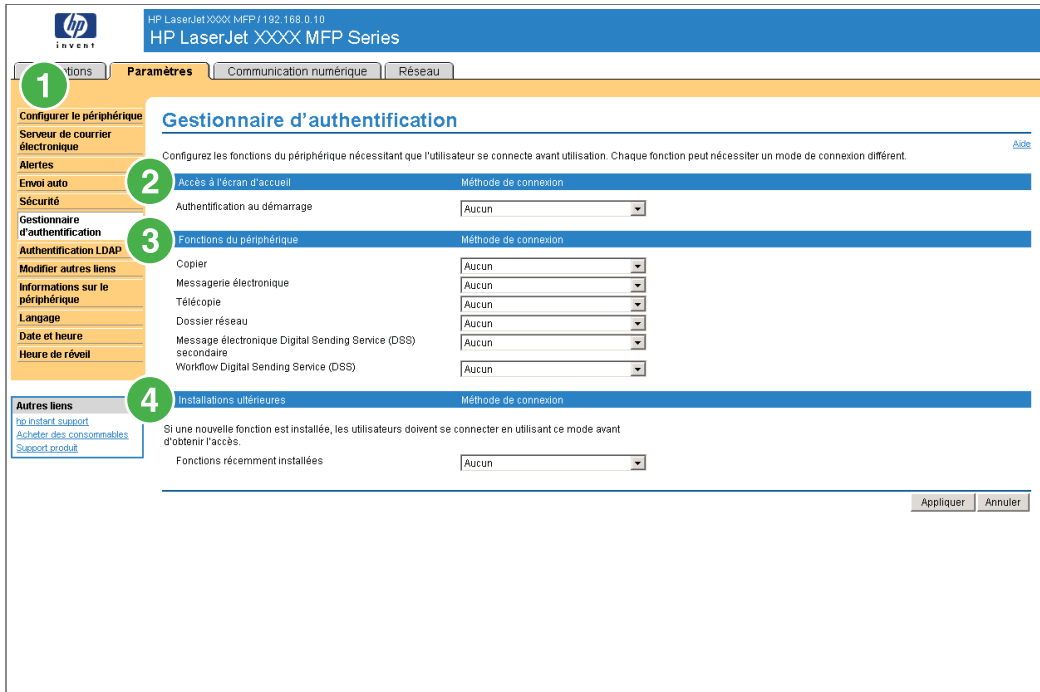 hp
invent
HP LaserJet XXXX MFP / 192.168.0.10
HP LaserJet XXXX MFP Series
tions
Paramètres
Communication numérique
Réseau
1
Configurer le périphérique
Serveur de courrier
électronique
Alertes
Envoi auto
Sécurité
Gestionnaire
d'authentification
Authentification LDAP
Modifier autres liens
Informations sur le
périphérique
Langage
Date et heure
Heure de réveil
Autres liens
hp instant support
Acheter des consommables
Support produit
Gestionnaire d'authentification
Aide
Configurez les fonctions du périphérique nécessitant que l'utilisateur se connecte avant utilisation. Chaque fonction peut nécessiter un mode de connexion différent.
2
Accès à l'écran d'accueil Méthode de connexion
Authentification au démarrage Aucun
3
Fonctions du périphérique Méthode de connexion
Copier Aucun
Messagerie électronique Aucun
Télécopie Aucun
Dossier réseau Aucun
Message électronique Digital Sending Service (DSS) Aucun
secondaire
Workflow Digital Sending Service (DSS) Aucun
4
Installations ultérieures Méthode de connexion
Si une nouvelle fonction est installée, les utilisateurs doivent se connecter en utilisant ce mode avant
d'obtenir l'accès.
Fonctions récemment installées Aucun
Appliquer Annuler